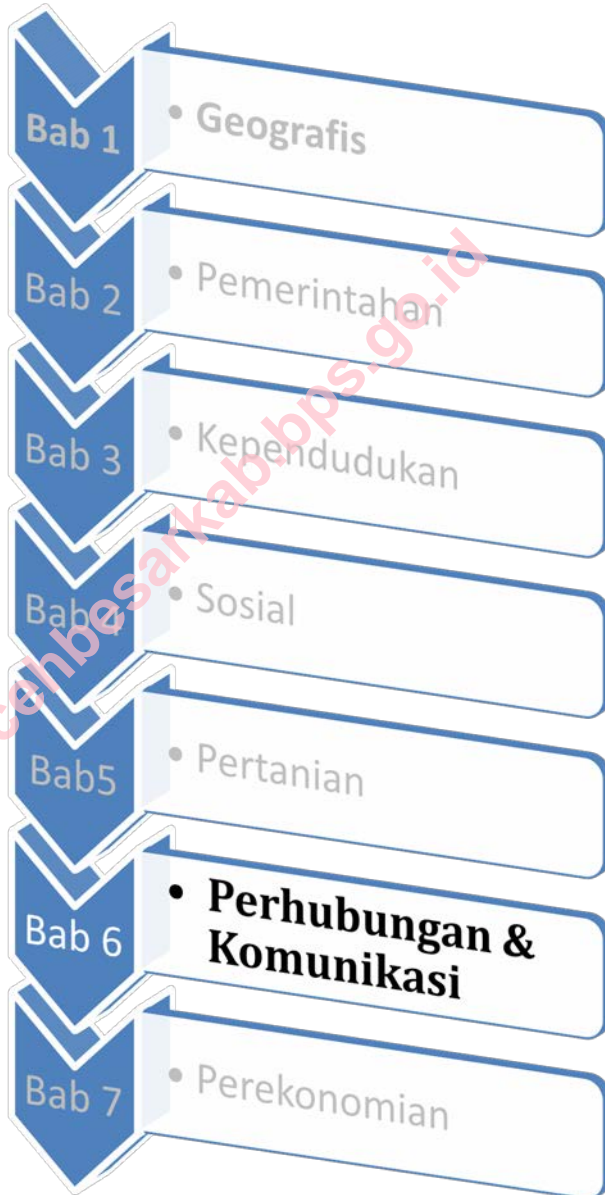 Bab 1
• Geografis
Bab 2
• Pemerintahan
Bab 3
• Kependudukan
Bab 4
• Sosial
Bab5
• Pertanian
Bab 6
• Perhubungan &
Komunikasi
Bab 7
• Perekonomian
cehbesarkab.bps.go.id